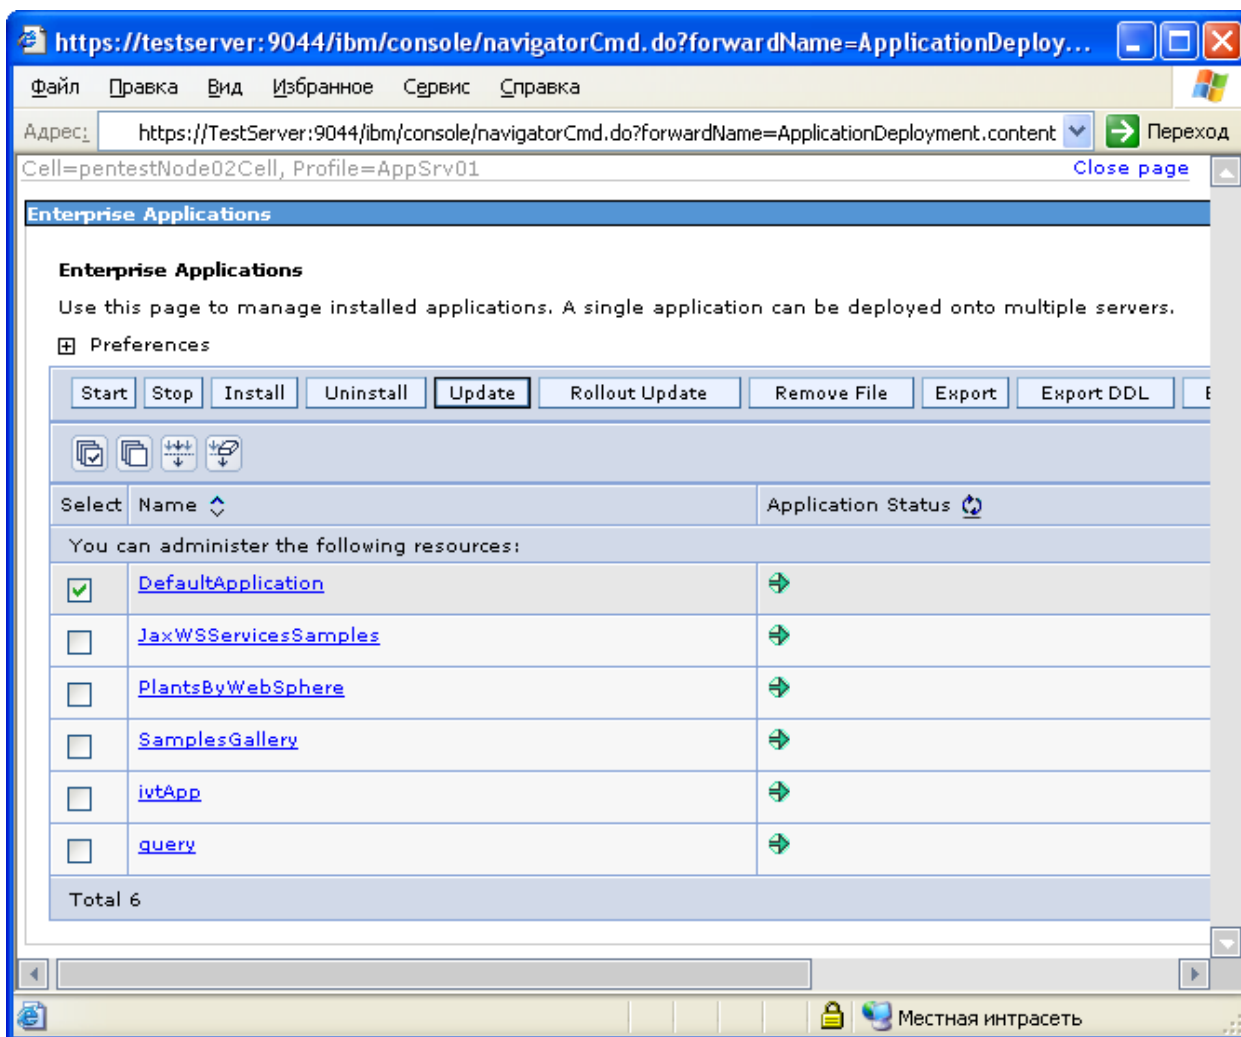 https://testserver:9044/ibm/console/navigatorCmd.do?forwardName=ApplicationDeploy...
Файл Правка Вид Избранное Сервис Справка
Адрес: https://TestServer:9044/ibm/console/navigatorCmd.do?forwardName=ApplicationDeployment.content Переход
Cell=pentestNode02Cell, Profile=AppSrv01 Close page
Enterprise Applications
Enterprise Applications
Use this page to manage installed applications. A single application can be deployed onto multiple servers.
Preferences
Start Stop Install Uninstall Update Rollout Update Remove File Export Export DDL
Select Name Application Status
You can administer the following resources:
DefaultApplication
JaxWSServicesSamples
PlantsByWebSphere
SamplesGallery
ivtApp
query
Total 6
Местная интрасеть